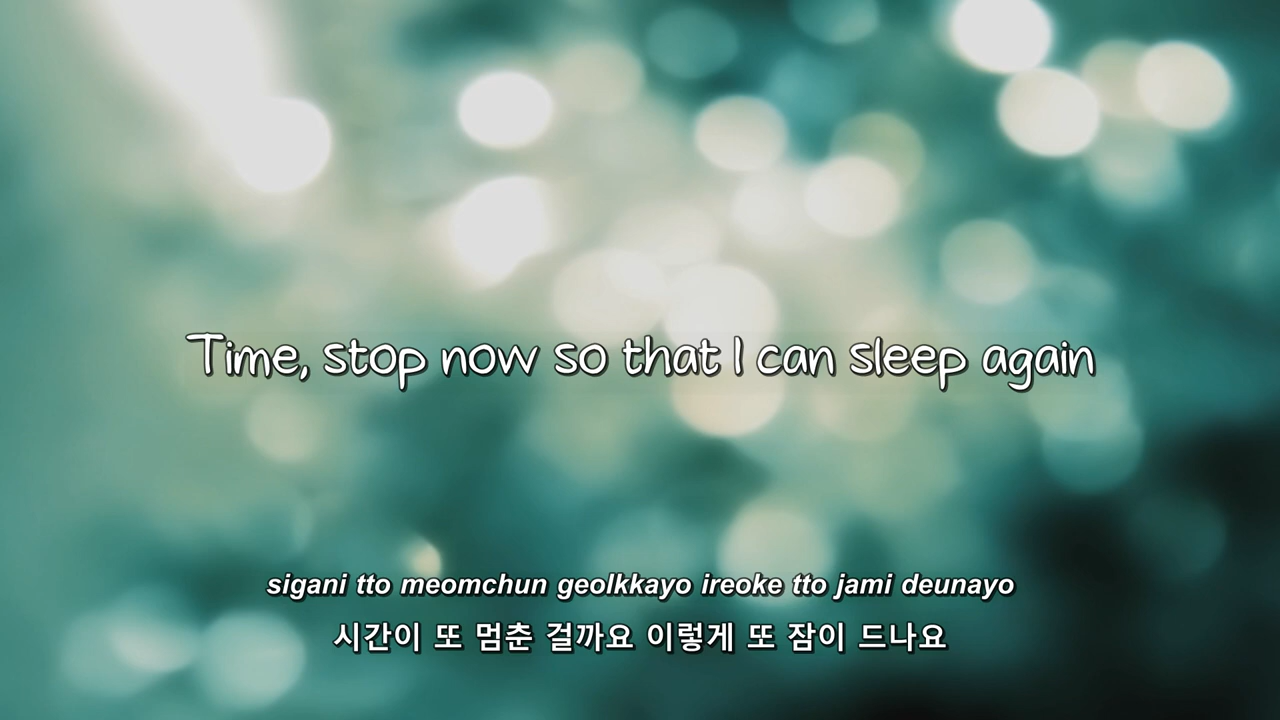 Time, stop now so that I can sleep again
sigani tto meomchun geolkkayo ireoke tto jami deunayo
시간이 또 멈춘 걸까요 이렇게 또 잠이 드나요